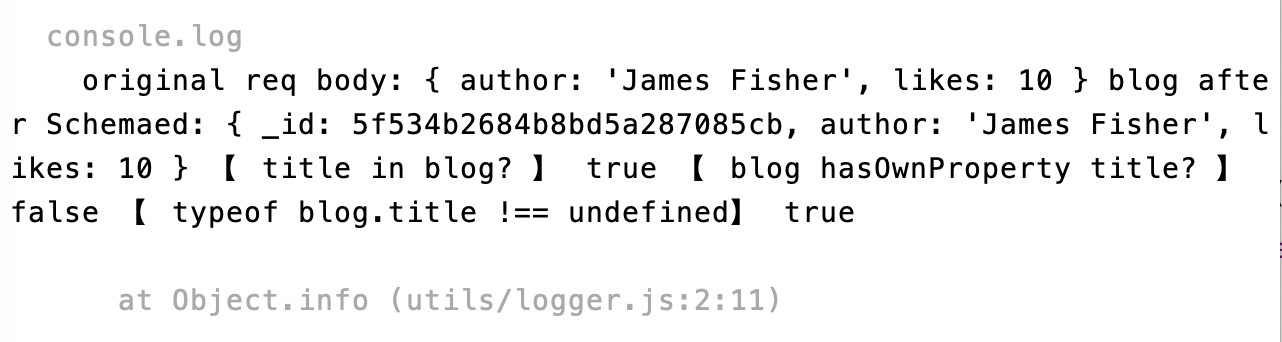 console.log
original req body: { author: 'James Fisher', likes: 10 } blog afte
r Schemaed: { _id: 5f534b2684b8bd5a287085cb, author: 'James Fisher', l
ikes: 10 } 【 title in blog? 】 true 【 blog hasOwnProperty title? 】
false 【 typeof blog.title !== undefined】 true
at Object.info (utils/logger.js:2:11)